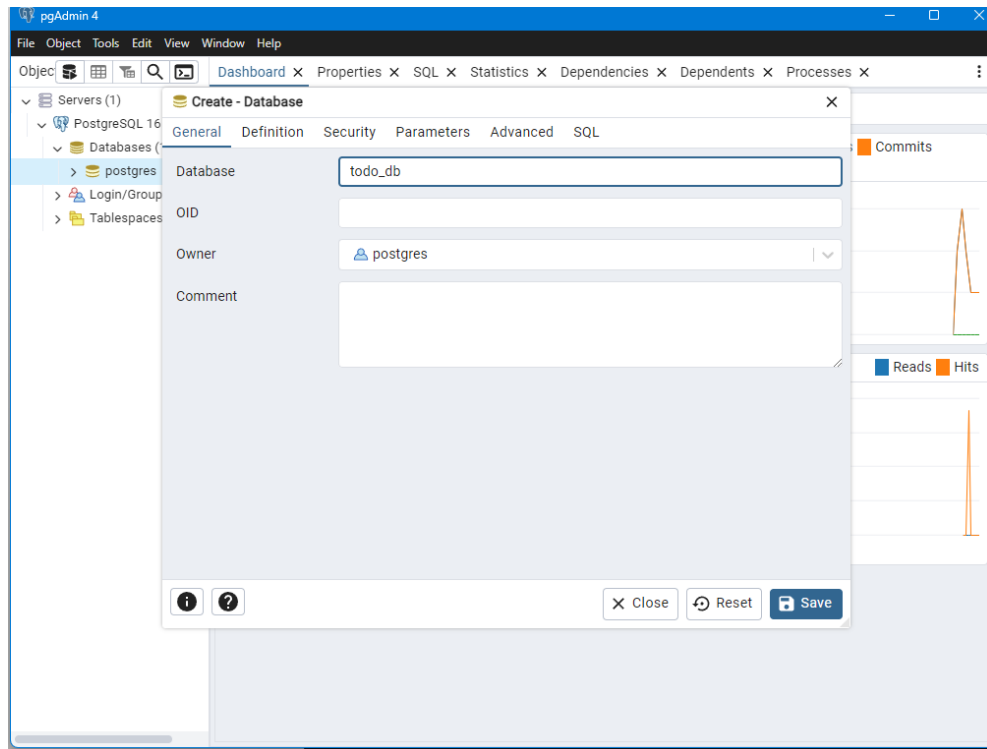 pgAdmin 4
File Object Tools Edit View Window Help
Objec
Dashboard Properties SQL Statistics Dependencies Dependents Processes
Servers (1)
PostgreSQL 16
Databases (
postgres
Login/Group
Tablespaces
Create - Database
General Definition Security Parameters Advanced SQL
Database todo_db
OID
Owner postgres
Comment
Close Reset Save
Commits
Reads Hits